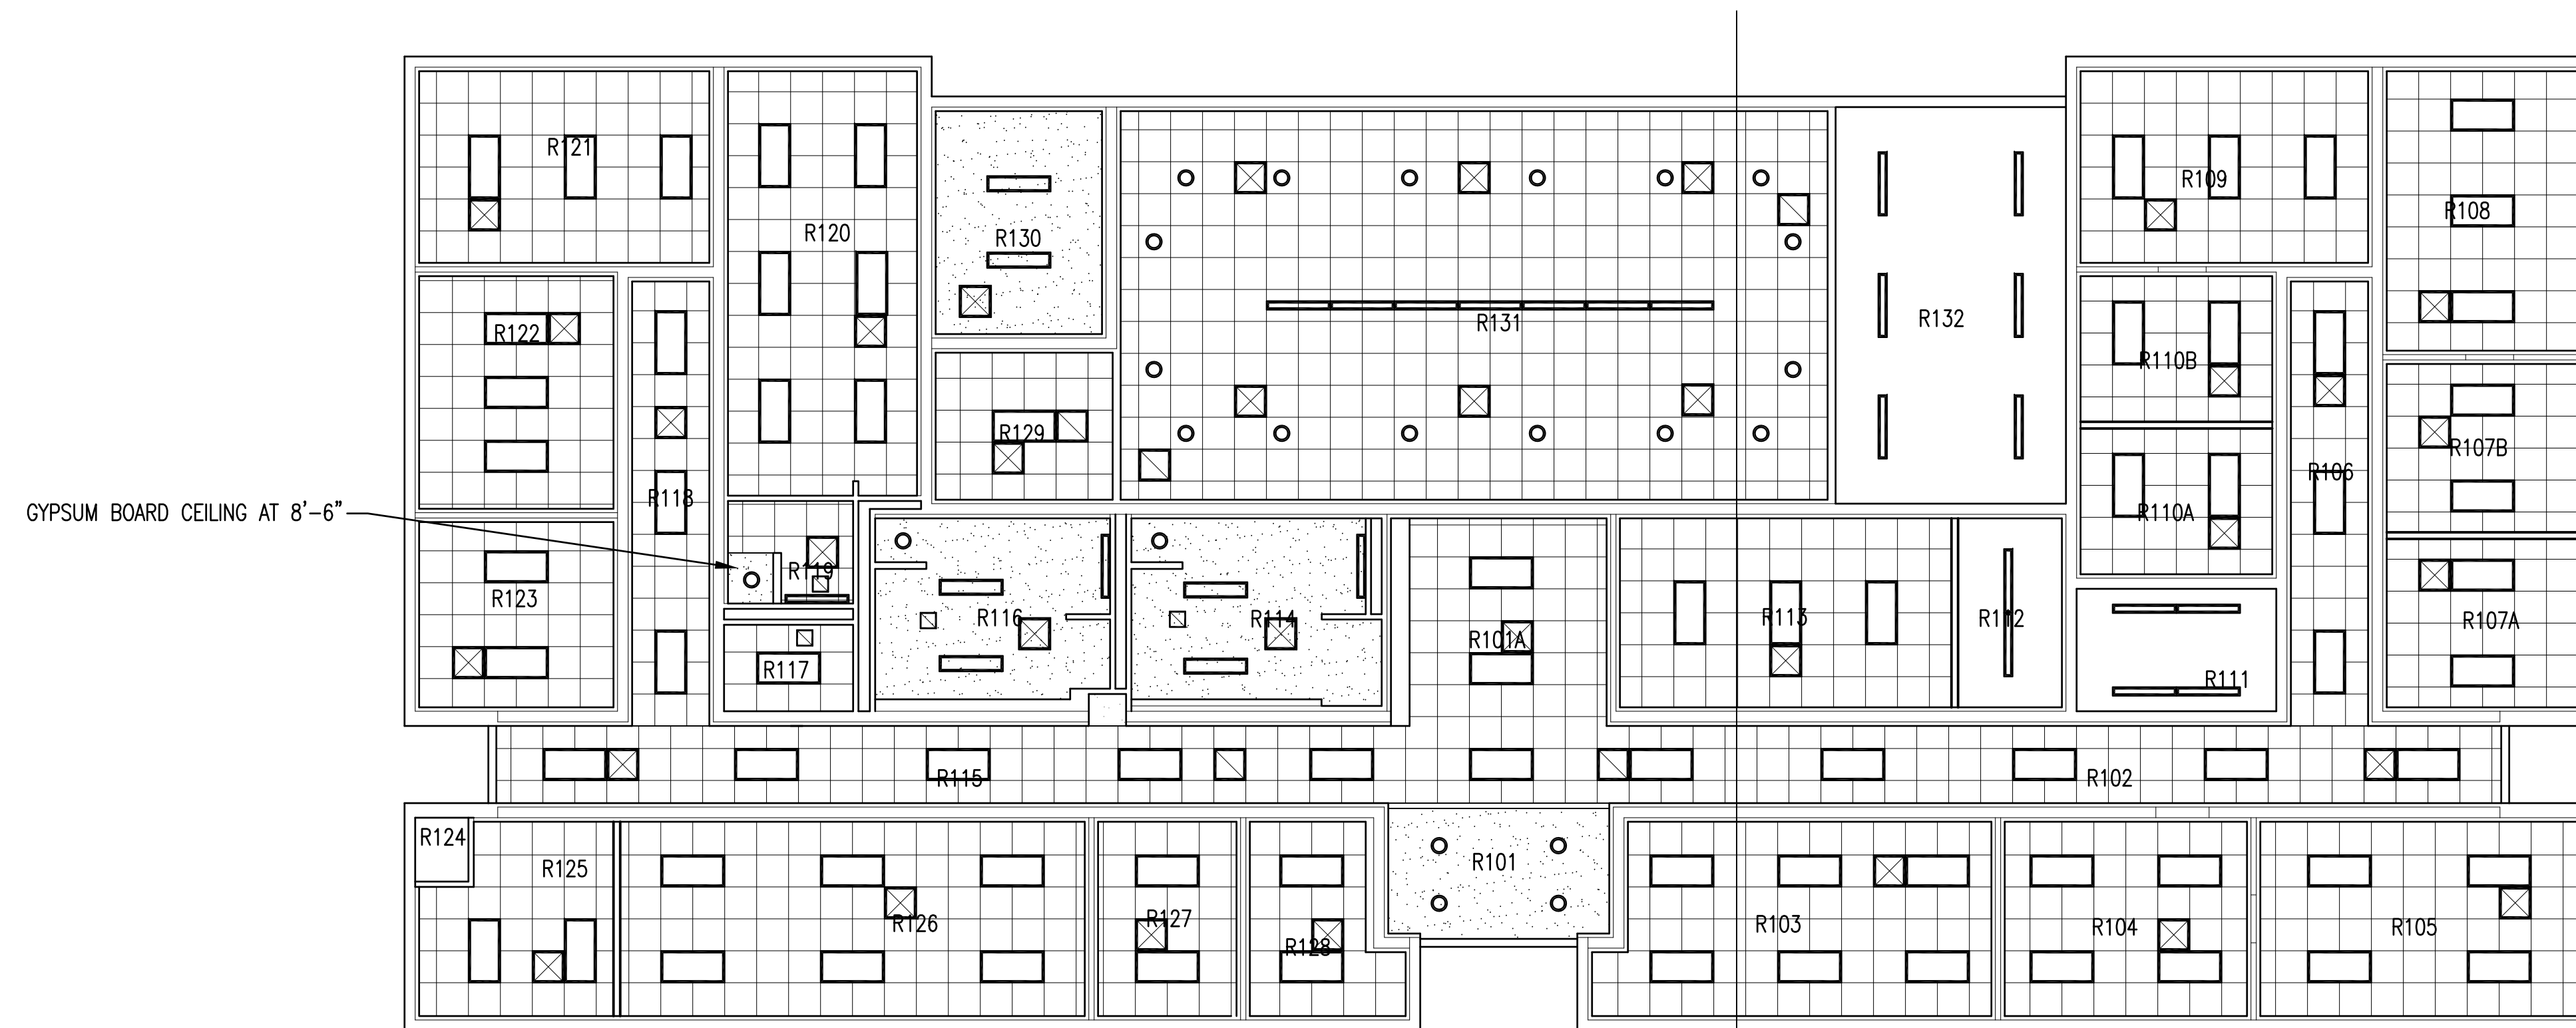 R121
R109
R108
R120
R130
R132
R131
R122
R110B
R129
R107B
R106
R118
GYPSUM BOARD CEILING AT 8'-6"
R110A
R119
R123
R116
R114
R113
R112
R107A
R101A
R117
R111
R115
R102
R124
R125
R101
R127
R126
R103
R104
R105
R128